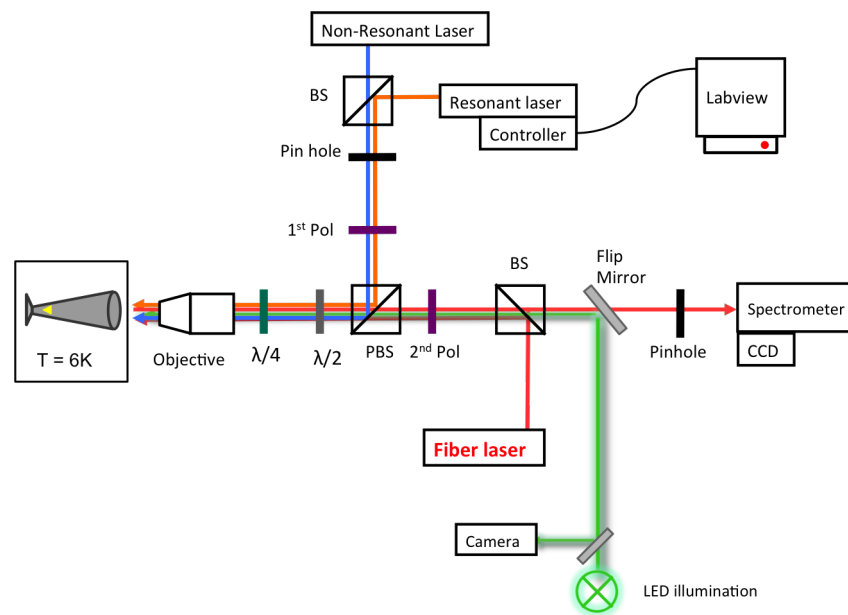 Non-Resonant Laser
BS
Resonant laser
Controller
Labview
Pin hole
1st Pol
BS
Flip
Mirror
Spectrometer
CCD
T = 6K
Objective
λ/4
λ/2
PBS
2nd Pol
Pinhole
Fiber laser
Camera
LED illumination